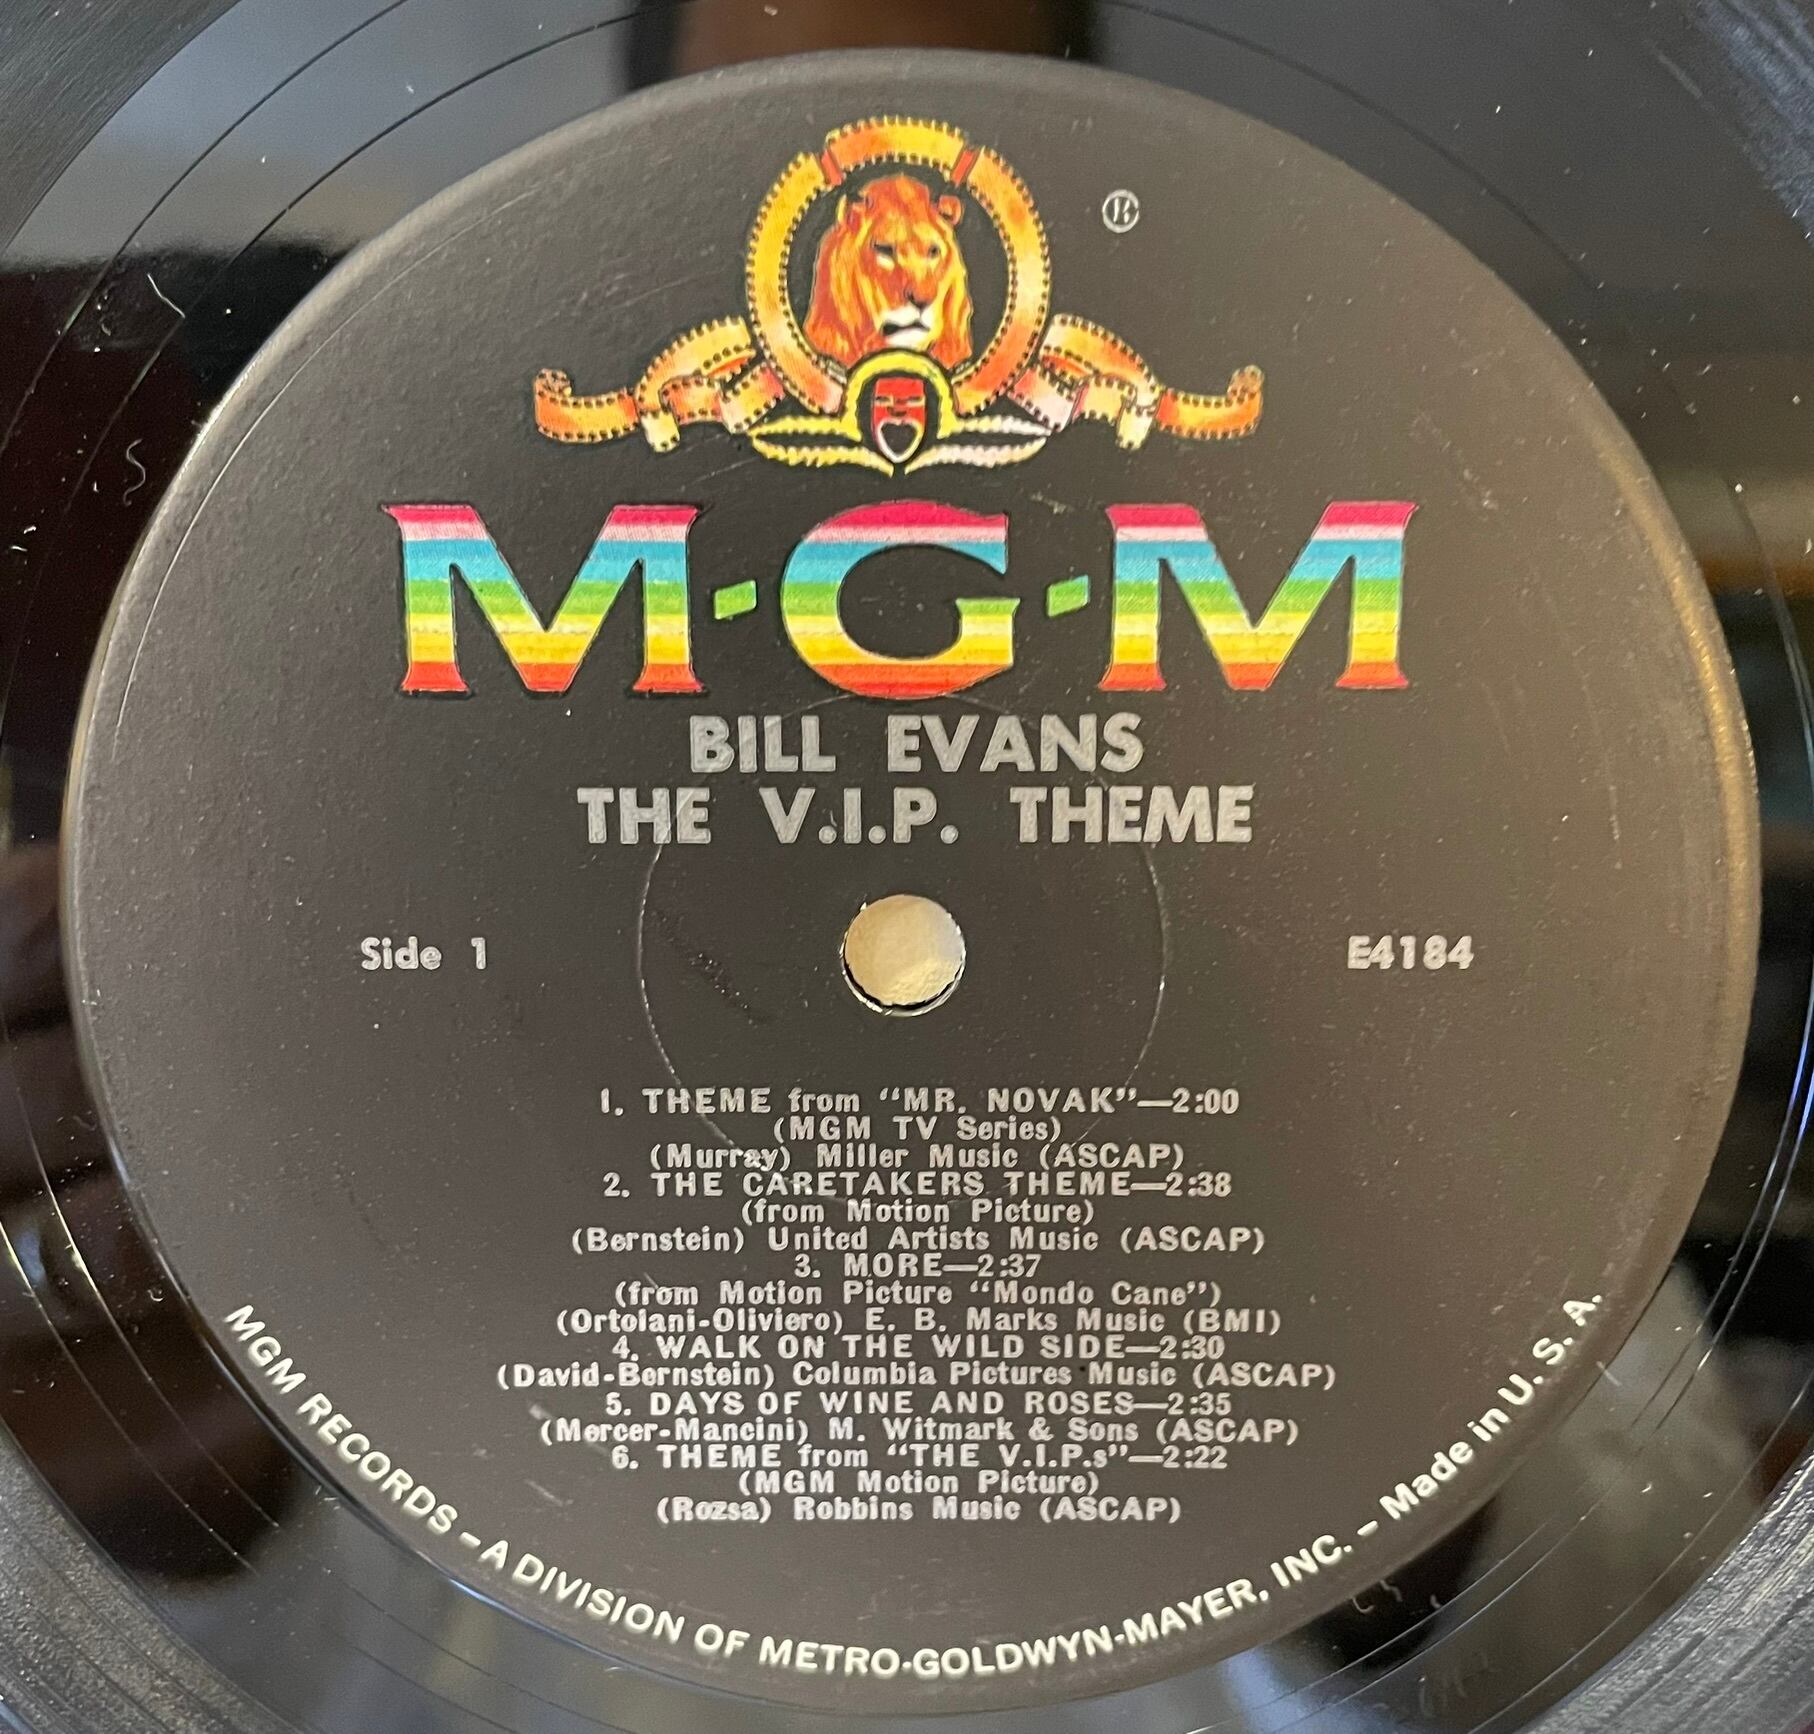 ®
M-G-M
BILL EVANS
THE V.I.P. THEME
Side 1
E4184
1. THEME from “MR. NOVAK”—2:00
(MGM TV Series)
(Murray) Miller Music (ASCAP)
2. THE CARETAKERS THEME—2:38
(from Motion Picture)
(Bernstein) United Artists Music (ASCAP)
3. MORE—2:37
(from Motion Picture “Mondo Cane”)
(Ortolani-Oliviero) E. B. Marks Music (BMI)
4. WALK ON THE WILD SIDE—2:30
(David-Bernstein) Columbia Pictures Music (ASCAP)
5. DAYS OF WINE AND ROSES—2:35
(Mercer-Mancini) M. Witmark & Sons (ASCAP)
6. THEME from “THE V.I.P.s”—2:22
(MGM Motion Picture)
(Rozsa) Robbins Music (ASCAP)
MGM RECORDS – A DIVISION OF METRO-GOLDWYN-MAYER, INC. – Made in U. S. A.